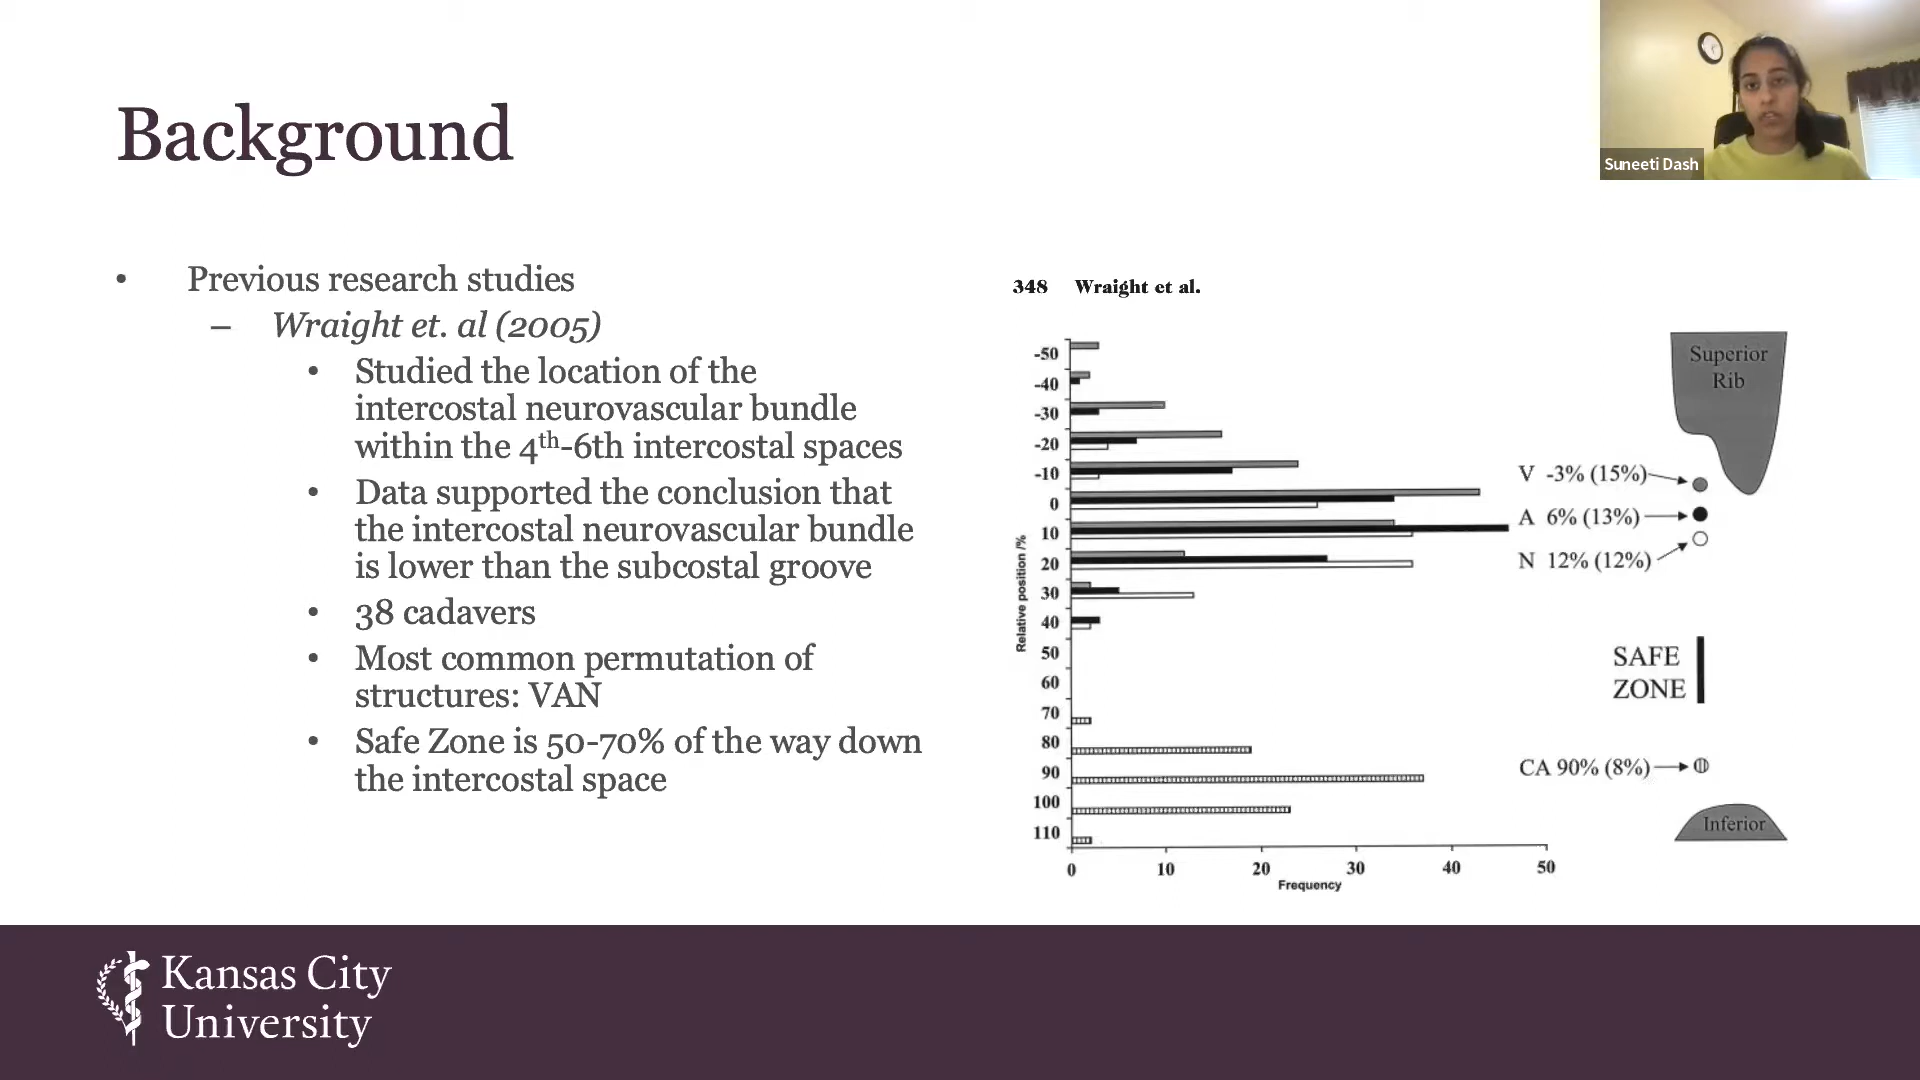 Background
Suneeti Dash
• Previous research studies
– Wraight et. al (2005)
• Studied the location of the
intercostal neurovascular bundle
within the 4th-6th intercostal spaces
• Data supported the conclusion that
the intercostal neurovascular bundle
is lower than the subcostal groove
• 38 cadavers
• Most common permutation of
structures: VAN
• Safe Zone is 50-70% of the way down
the intercostal space
348 Wraight et al.
-50
-40
-30
-20
-10
0
10
20
30
40
50
60
70
80
90
100
110
Relative position /%
0 10 20 30 40 50
Frequency
Superior
Rib
V -3% (15%)
A 6% (13%)
N 12% (12%)
SAFE
ZONE
CA 90% (8%)
Inferior
Kansas City
University